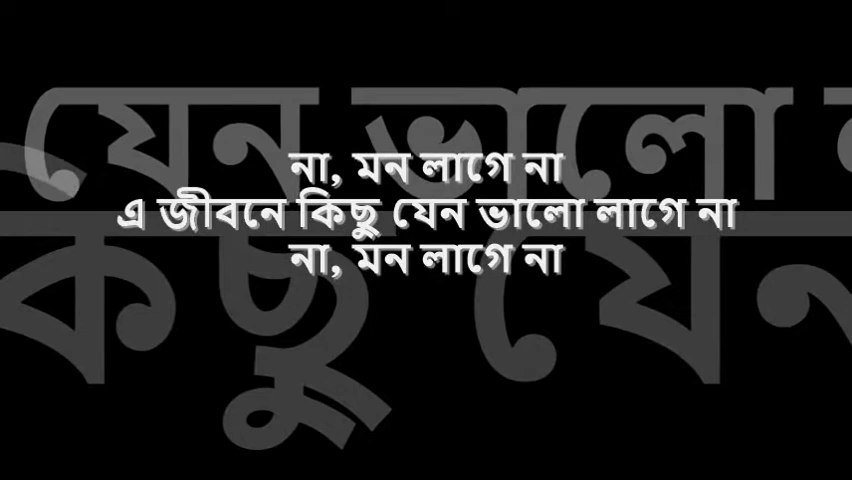 যেন ভালো
না, মন লাগে না
এ জীবনে কিছু যেন ভালো লাগে না
না, মন লাগে না
কিছু যেন